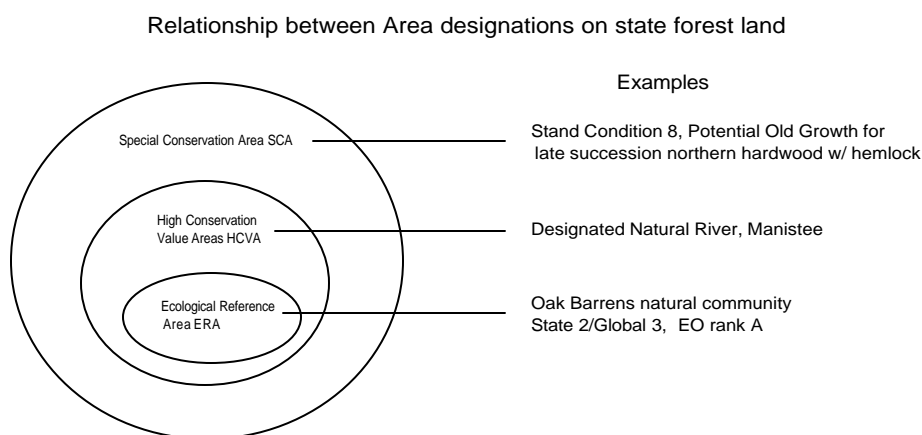 Relationship between Area designations on state forest land
Examples
Special Conservation Area SCA
Stand Condition 8, Potential Old Growth for
late succession northern hardwood w/ hemlock
High Conservation
Value Areas HCVA
Designated Natural River, Manistee
Ecological Reference
Area ERA
Oak Barrens natural community
State 2/Global 3, EO rank A